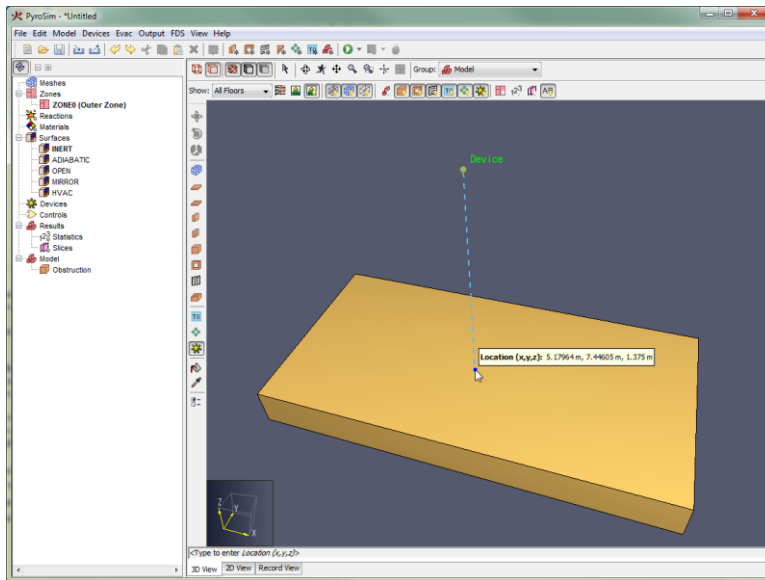 PyroSim - *Untitled
File Edit Model Devices Evac Output FDS View Help
Group: Model
Show: All Floors
Meshes
Zones
ZONE0 (Outer Zone)
Reactions
Materials
Surfaces
INERT
ADIABATIC
OPEN
MIRROR
HVAC
Devices
Controls
Results
Statistics
Slices
Model
Obstruction
Device
Location (x,y,z): 5.17964 m, 7.44605 m, 1.375 m
Z
Y
X
<Type to enter Location (x,y,z)>
3D View 2D View Record View